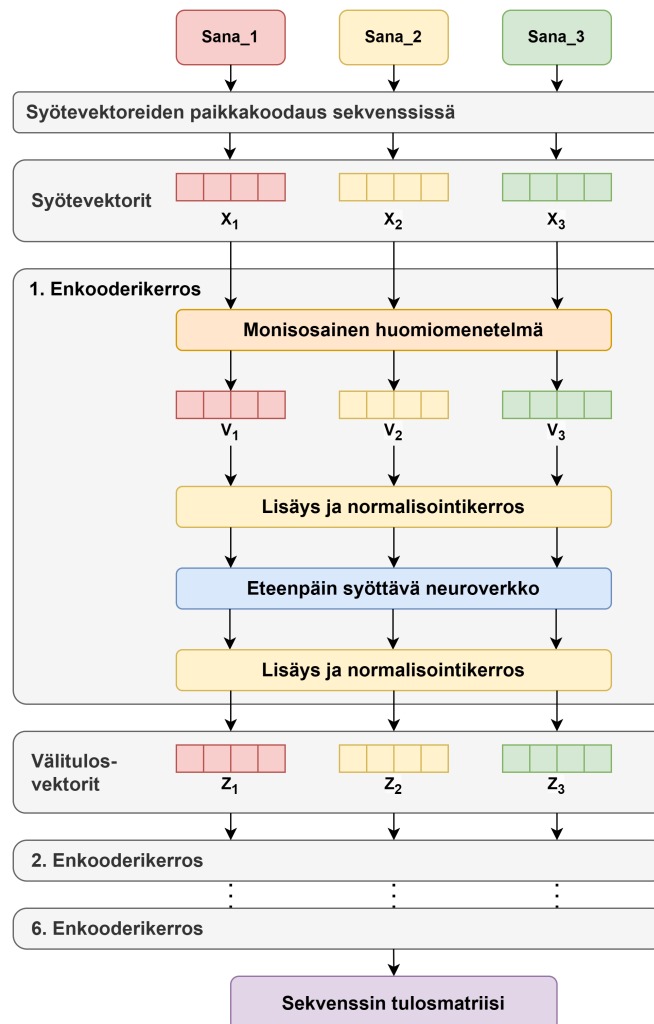 Sana_1 Sana_2 Sana_3
Syötevektoreiden paikkakoodaus sekvenssissä
Syötevektorit
X1 X2 X3
1. Enkooderikerros
Monisosainen huomiomenetelmä
V1 V2 V3
Lisäys ja normalisointikerros
Eteenpäin syöttävä neuroverkko
Lisäys ja normalisointikerros
Välitulos-
vektorit
Z1 Z2 Z3
2. Enkooderikerros
6. Enkooderikerros
Sekvenssin tulosmatriisi